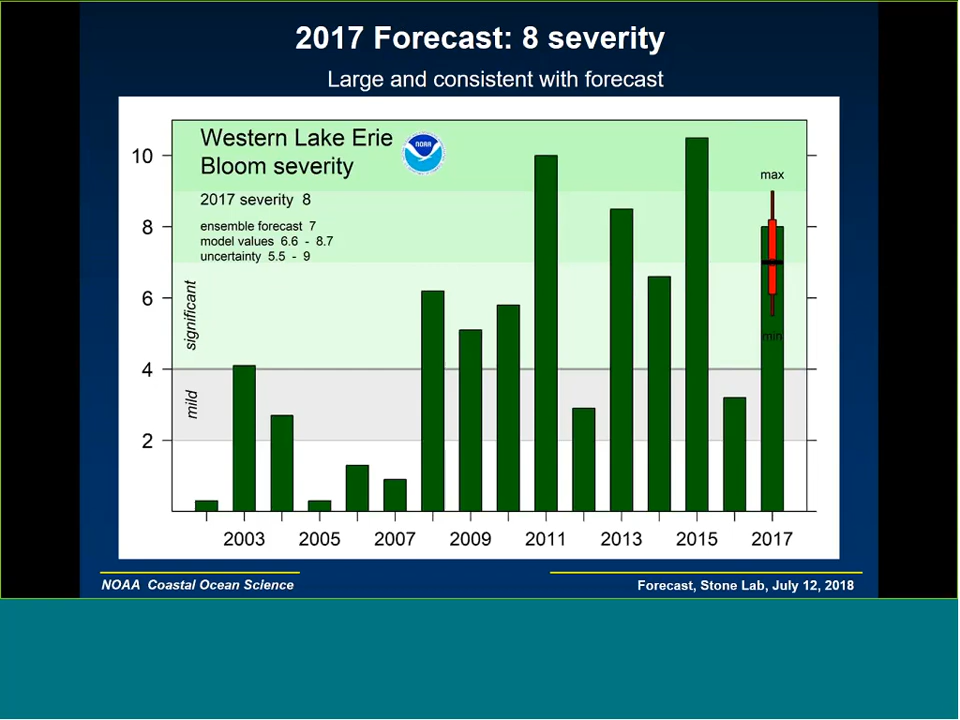 2017 Forecast: 8 severity
Large and consistent with forecast
Western Lake Erie
Bloom severity
NOAA
2017 severity 8
ensemble forecast 7
model values 6.6 - 8.7
uncertainty 5.5 - 9
max
min
significant
mild
10
8
6
4
2
2003 2005 2007 2009 2011 2013 2015 2017
NOAA Coastal Ocean Science
Forecast, Stone Lab, July 12, 2018